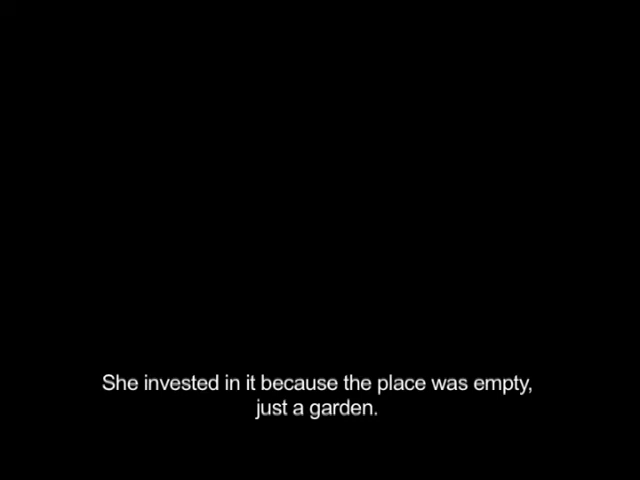 She invested in it because the place was empty,
just a garden.